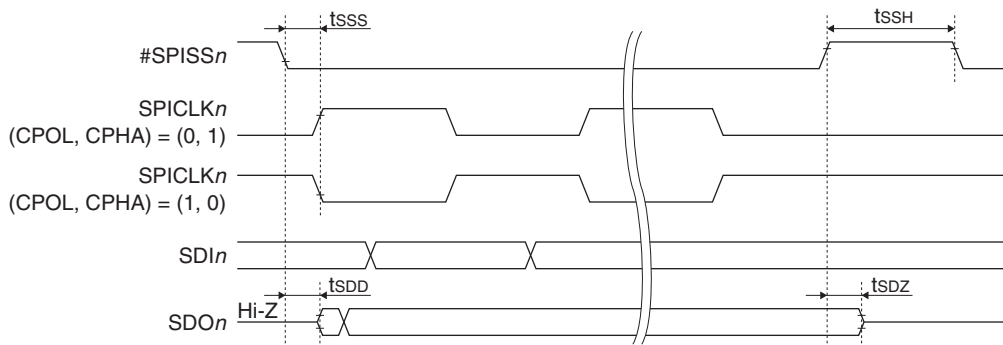 tSSS
tSSH
#SPISSn
SPICLKn
(CPOL, CPHA) = (0, 1)
SPICLKn
(CPOL, CPHA) = (1, 0)
SDIn
tSDD
tSDZ
Hi-Z
SDOn